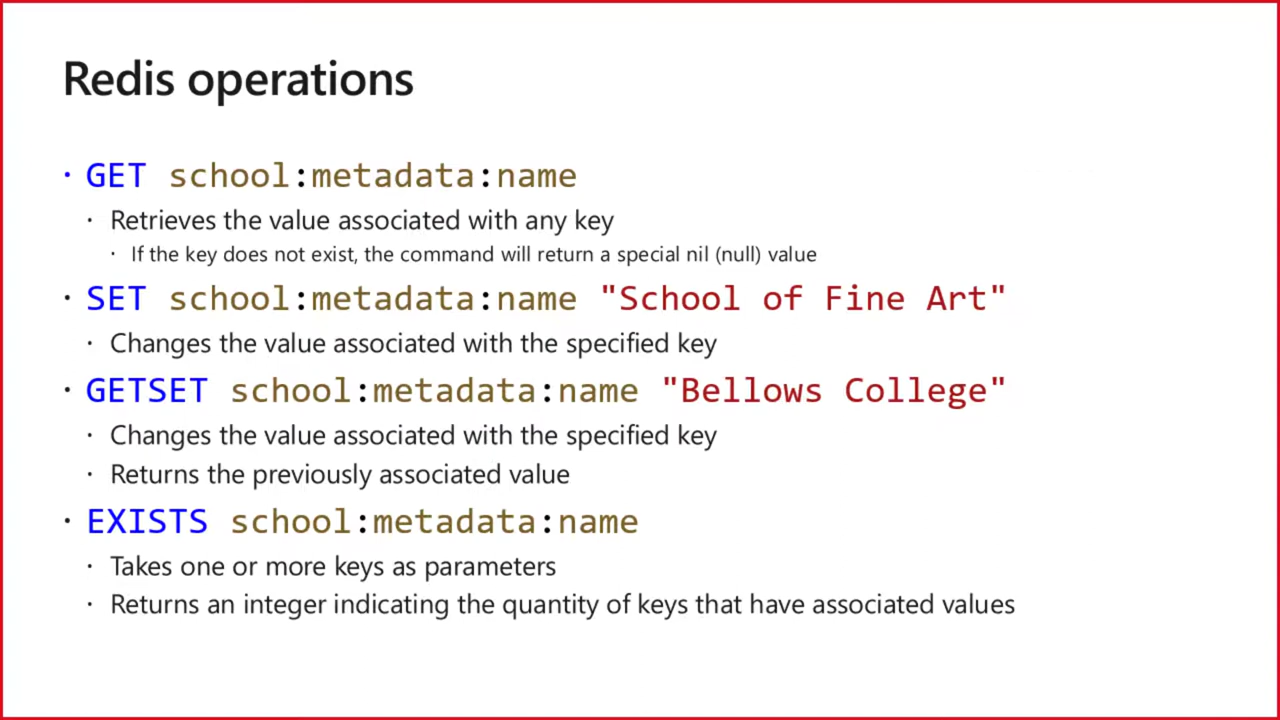 Redis operations
• GET school:metadata:name
• Retrieves the value associated with any key
• If the key does not exist, the command will return a special nil (null) value
• SET school:metadata:name "School of Fine Art"
• Changes the value associated with the specified key
• GETSET school:metadata:name "Bellows College"
• Changes the value associated with the specified key
• Returns the previously associated value
• EXISTS school:metadata:name
• Takes one or more keys as parameters
• Returns an integer indicating the quantity of keys that have associated values